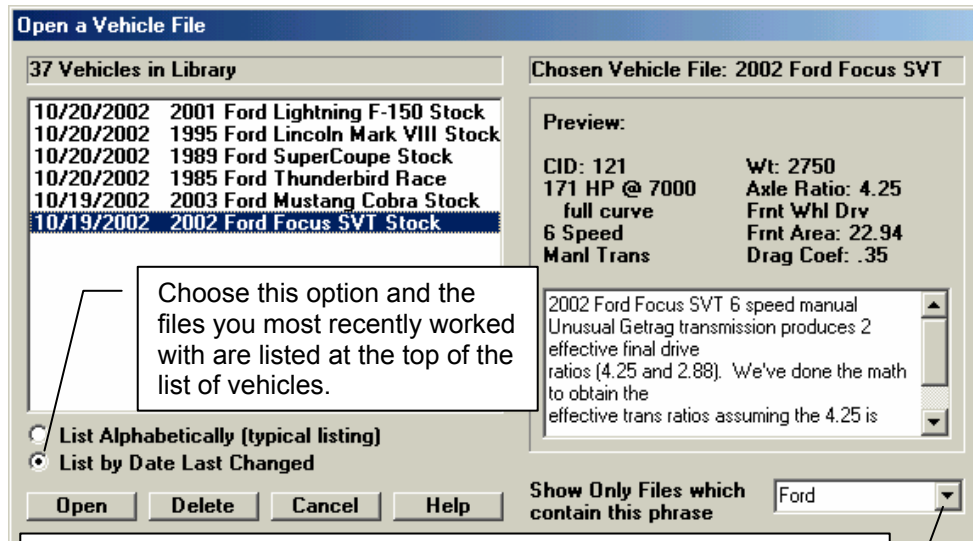 Open a Vehicle File
37 Vehicles in Library
10/20/2002 2001 Ford Lightning F-150 Stock
10/20/2002 1995 Ford Lincoln Mark VIII Stock
10/20/2002 1989 Ford SuperCoupe Stock
10/20/2002 1985 Ford Thunderbird Race
10/19/2002 2003 Ford Mustang Cobra Stock
10/19/2002 2002 Ford Focus SVT Stock
Choose this option and the
files you most recently worked
with are listed at the top of the
list of vehicles.
List Alphabetically (typical listing)
List by Date Last Changed
Open Delete Cancel Help
Chosen Vehicle File: 2002 Ford Focus SVT
Preview:
CID: 121 Wt: 2750
171 HP @ 7000 Axle Ratio: 4.25
full curve Frnt Whl Drv
6 Speed Frnt Area: 22.94
Manl Trans Drag Coef: .35
2002 Ford Focus SVT 6 speed manual
Unusual Getrag transmission produces 2
effective final drive
ratios (4.25 and 2.88). We've done the math
to obtain the
effective trans ratios assuming the 4.25 is
Show Only Files which
contain this phrase
Ford